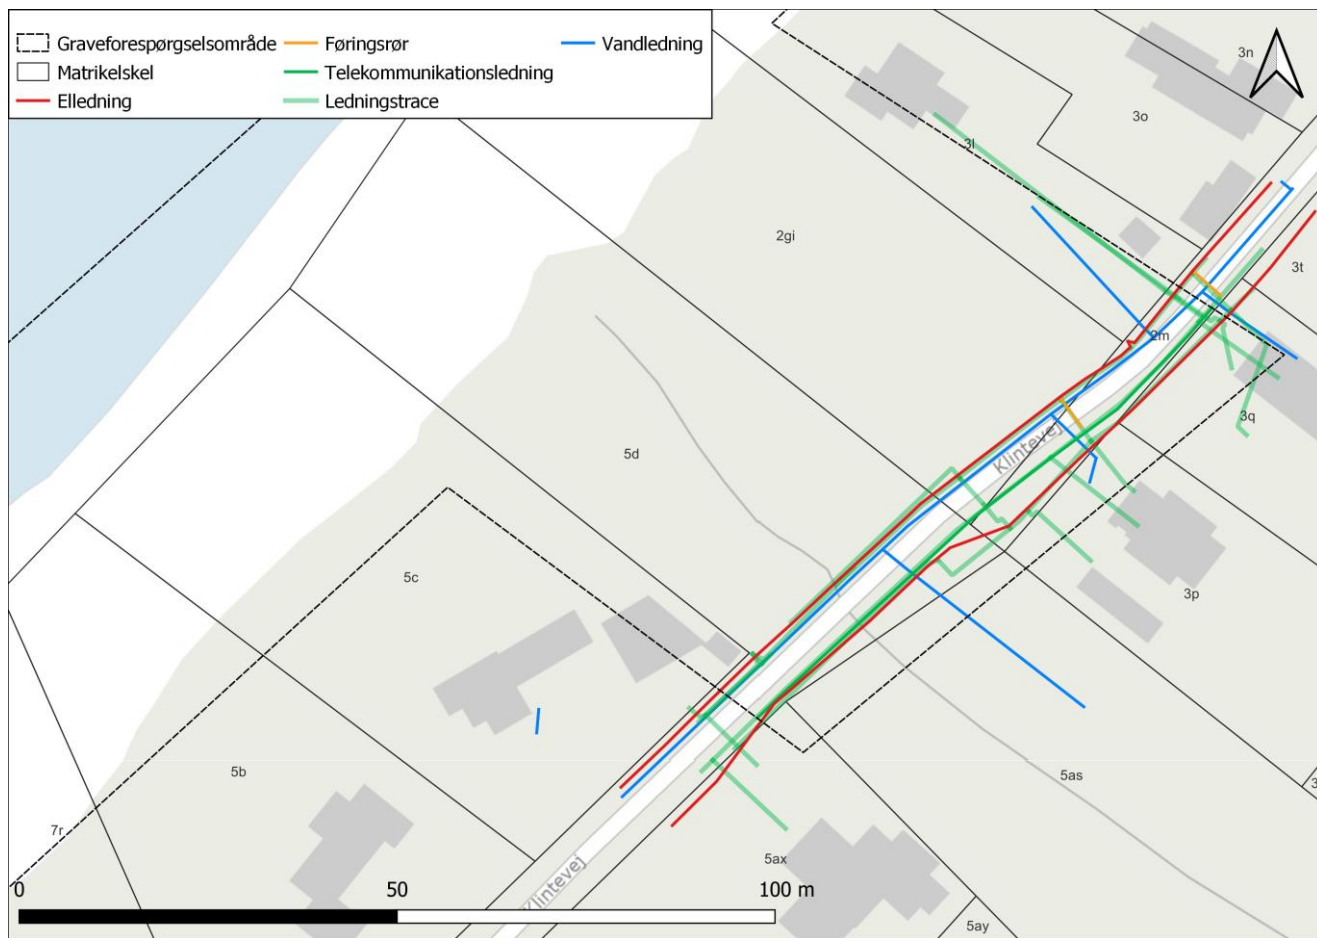 Graveforespørgselsområde
Føringsrør
Vandledning
Matrikelskel
Telekommunikationsledning
Elledning
Ledningstrace
3n
3o
3l
2gi
3t
2m
3q
5d
Klintevej
5c
3p
5b
5as
3
7r
5ax
Klintevej
5ay
0
50
100 m